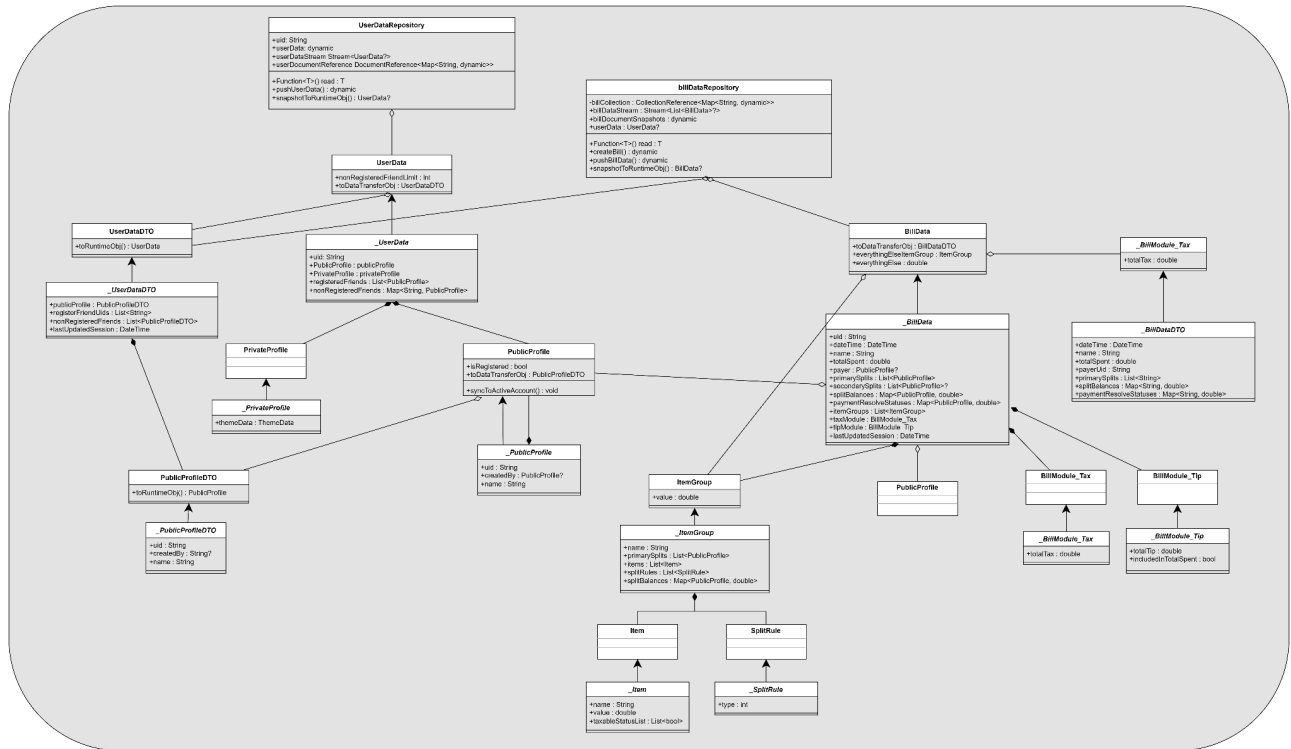 UserDataRepository
+uid: String
+userData: dynamic
+userDataStream Stream<UserData?>
+userDocumentReference DocumentReference<Map<String, dynamic>>
+Function<T>() read : T
+pushUserData() : dynamic
+snapshotToRuntimeObj() : UserData?
billDataRepository
-billCollection : CollectionReference<Map<String, dynamic>>
+billDataStream : Stream<List<BillData>?>
+billDocumentSnapshots : dynamic
+userData : UserData?
+Function<T>() read : T
+createBill() : dynamic
+pushBillData() : dynamic
+snapshotToRuntimeObj() : BillData?
UserData
+nonRegisteredFriendLimit : int
+toDataTransferObj : UserDataDTO
UserDataDTO
+toRuntimeObj() : UserData
_UserData
+uid: String
+PublicProfile : publicProfile
+PrivateProfile : privateProfile
+registeredFriends : List<PublicProfile>
+nonRegisteredFriends : Map<String, PublicProfile>
BillData
+toDataTransferObj : BillDataDTO
+everythingElseItemGroup : ItemGroup
+everythingElse : double
_BillModule_Tax
+totalTax : double
_UserDataDTO
+publicProfile : PublicProfileDTO
+registerFriendUids : List<String>
+nonRegisteredFriends : List<PublicProfileDTO>
+lastUpdatedSession : DateTime
_BillData
+uid : String
+dateTime : DateTime
+name : String
+totalSpent : double
+payer : PublicProfile?
+primarySplits : List<PublicProfile>
+secondarySplits : List<PublicProfile>?
+splitBalances : Map<PublicProfile, double>
+paymentResolveStatuses : Map<PublicProfile, double>
+itemGroups : List<ItemGroup>
+taxModule : BillModule_Tax
+tipModule : BillModule_Tip
+lastUpdatedSession : DateTime
_BillDataDTO
+dateTime : DateTime
+name : String
+totalSpent : double
+payerUid : String
+primarySplits : List<String>
+splitBalances : Map<String, double>
+paymentResolveStatuses : Map<String, double>
PrivateProfile
PublicProfile
+isRegistered : bool
+toDataTransferObj : PublicProfileDTO
+syncToActiveAccount() : void
_PrivateProfile
+themeData : ThemeData
_PublicProfile
+uid : String
+createdBy : PublicProfile?
+name : String
PublicProfileDTO
+toRuntimeObj() : PublicProfile
ItemGroup
+value : double
PublicProfile
BillModule_Tax
BillModule_Tip
_PublicProfileDTO
+uid : String
+createdBy : String?
+name : String
_ItemGroup
+name : String
+primarySplits : List<PublicProfile>
+items : List<Item>
+splitRules : List<SplitRule>
+splitBalances : Map<PublicProfile, double>
_BillModule_Tax
+totalTax : double
_BillModule_Tip
+totalTip : double
+includedInTotalSpent : bool
Item
SplitRule
_Item
+name : String
+value : double
+taxableStatusList : List<bool>
_SplitRule
+type : int